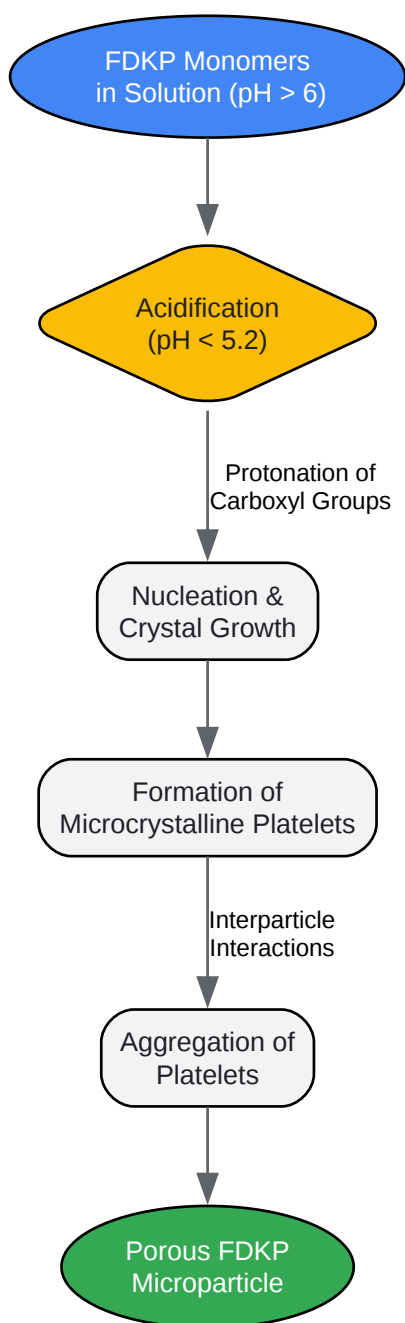 FDKP Monomers
in Solution (pH > 6)
Acidification
(pH < 5.2)
Protonation of
Carboxyl Groups
Nucleation &
Crystal Growth
Formation of
Microcrystalline Platelets
Interparticle
Interactions
Aggregation of
Platelets
Porous FDKP
Microparticle